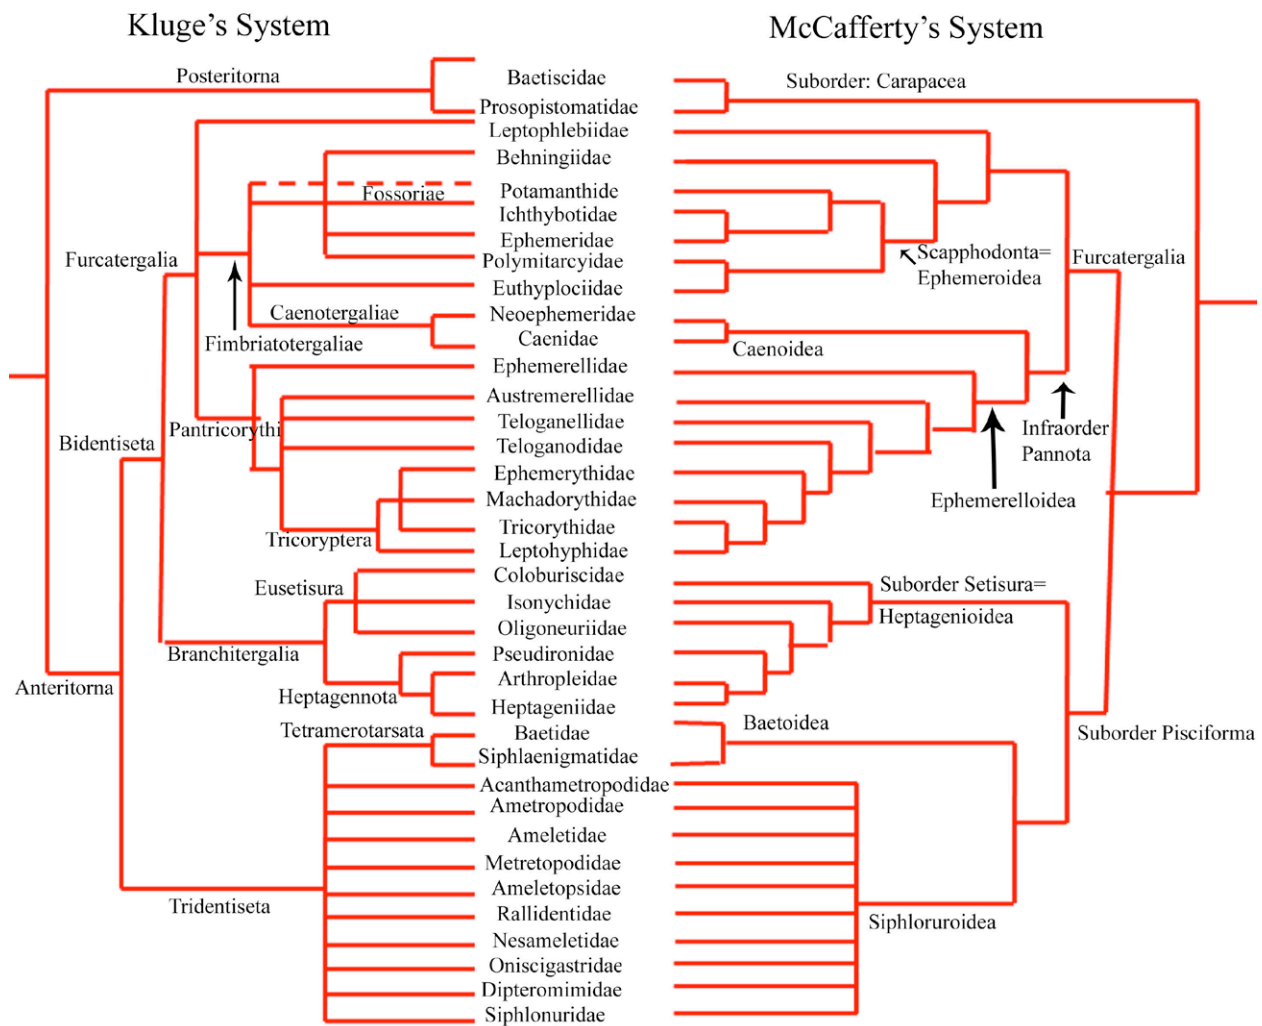 Kluge's System
McCafferty's System
Posteritorna
Baetiscidae
Suborder: Carapacea
Prosopistomatidae
Leptophlebiidae
Behningiidae
Fossoriae
Potamanthide
Ichthybotidae
Ephemeridae
Scapphodonta=
Ephemeroidea
Furcatergalia
Furcatergalia
Polymitarcyidae
Euthyplociidae
Caenotergaliae
Neoephemeridae
Fimbriatotergaliae
Caenidae
Caenoidea
Ephemerellidae
Austremerellidae
Pantricorythi
Teloganellidae
Infraorder
Pannota
Bidentiseta
Teloganodidae
Ephemerythidae
Machadorythidae
Ephemerelloidea
Tricorythidae
Tricoryptera
Leptohyphidae
Coloburiscidae
Eusetisura
Suborder Setisura=
Heptagenioidea
Isonychidae
Oligoneuriidae
Branchitergalia
Pseudironidae
Arthropleidae
Anteritorna
Heptagennota
Heptageniidae
Tetramerotarsata
Baetidae
Baetoidea
Suborder Pisciforma
Siphlaenigmatidae
Acanthametropodidae
Ametropodidae
Ameletidae
Metretopodidae
Ameletopsidae
Tridentiseta
Rallidentidae
Siphloruroidea
Nesameletidae
Oniscigastridae
Dipteromimidae
Siphlonuridae